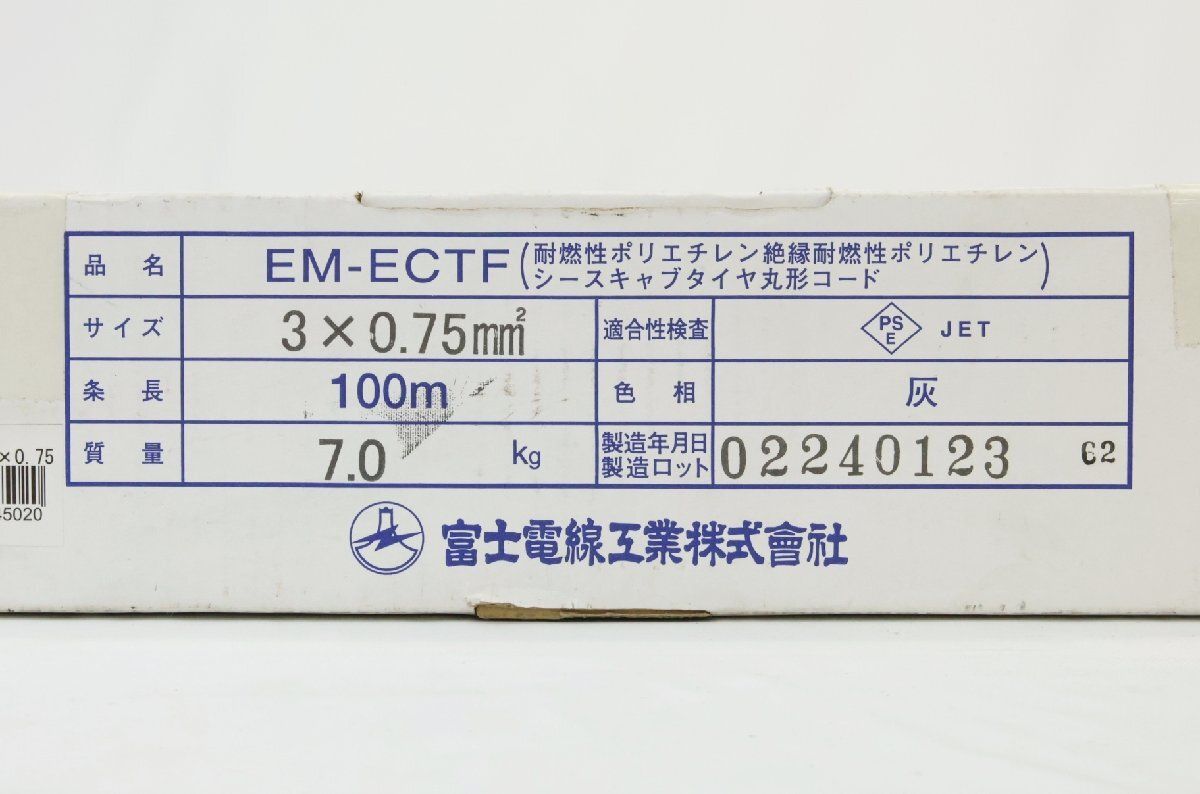 品 名 EM-ECTF(耐燃性ポリエチレン絶縁耐燃性ポリエチレン
シースキャブタイヤ丸形コード)
サイズ 3×0.75mm² 適合性検査 PS E JET
条 長 100m 色 相 灰
質 量 7.0 kg 製造年月日
製造ロット 02240123 62
×0.75
45020
富士電線工業株式會社